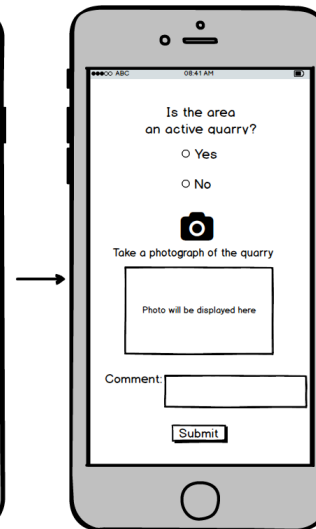 ABC 08:41 AM
Is the area
an active quarry?
Yes
No
Take a photograph of the quarry
Photo will be displayed here
Comment:
Submit